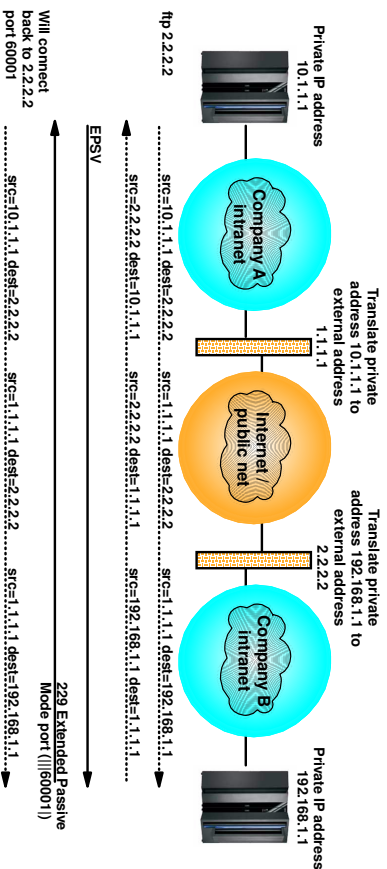 Private IP address
10.1.1.1
Translate private
address 10.1.1.1 to
external address
1.1.1.1
Translate private
address 192.168.1.1 to
external address
2.2.2.2
Private IP address
192.168.1.1
Company A
intranet
Internet /
public net
Company B
intranet
ftp 2.2.2.2
src=10.1.1.1 dest=2.2.2.2
src=1.1.1.1 dest=2.2.2.2
src=1.1.1.1 dest=192.168.1.1
src=2.2.2.2 dest=10.1.1.1
src=2.2.2.2 dest=1.1.1.1
src=192.168.1.1 dest=1.1.1.1
EPSV
229 Extended Passive
Mode port (|||60001|)
Will connect
back to 2.2.2.2
port 60001
src=10.1.1.1 dest=2.2.2.2
src=1.1.1.1 dest=2.2.2.2
src=1.1.1.1 dest=192.168.1.1